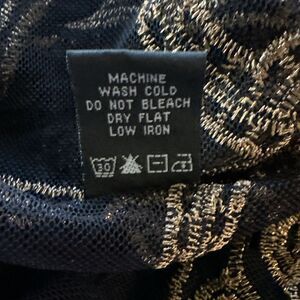 MACHINE
WASH COLD
DO NOT BLEACH
DRY FLAT
LOW IRON
30